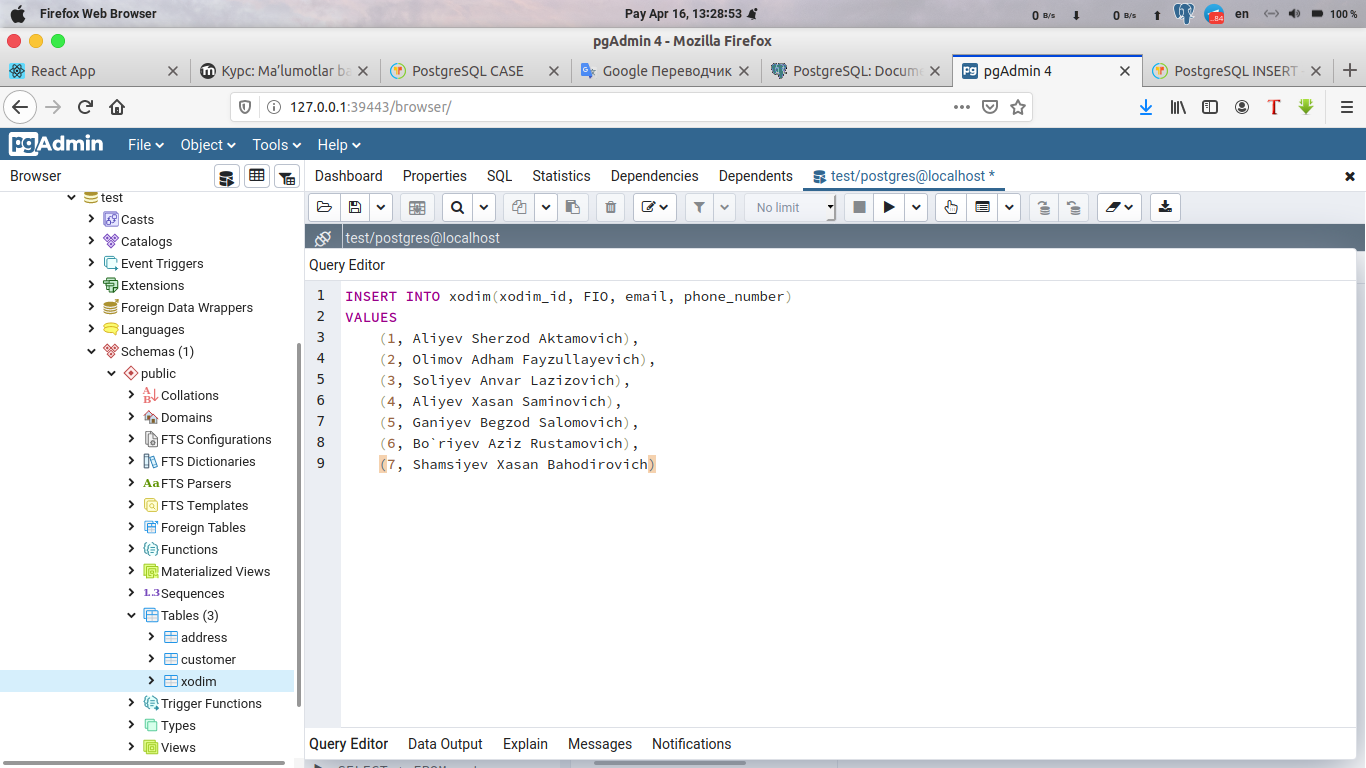 Firefox Web Browser
Pay Apr 16, 13:28:53
0 B/s
0 B/s
84
en
100 %
pgAdmin 4 - Mozilla Firefox
React App
Курс: Ma'lumotlar ba
PostgreSQL CASE
Google Переводчик
PostgreSQL: Docume
pgAdmin 4
PostgreSQL INSERT
127.0.0.1:39443/browser/
pgAdmin
File
Object
Tools
Help
Browser
Dashboard
Properties
SQL
Statistics
Dependencies
Dependents
test/postgres@localhost *
No limit
test/postgres@localhost
test
Casts
Catalogs
Event Triggers
Extensions
Foreign Data Wrappers
Languages
Schemas (1)
public
Collations
Domains
FTS Configurations
FTS Dictionaries
FTS Parsers
FTS Templates
Foreign Tables
Functions
Materialized Views
1.3 Sequences
Tables (3)
address
customer
xodim
Trigger Functions
Types
Views
Query Editor
1 INSERT INTO xodim(xodim_id, FIO, email, phone_number)
2 VALUES
3 (1, Aliyev Sherzod Aktamovich),
4 (2, Olimov Adham Fayzullayevich),
5 (3, Soliyev Anvar Lazizovich),
6 (4, Aliyev Xasan Saminovich),
7 (5, Ganiyev Begzod Salomovich),
8 (6, Bo`riyev Aziz Rustamovich),
9 (7, Shamsiyev Xasan Bahodirovich)
Query Editor
Data Output
Explain
Messages
Notifications